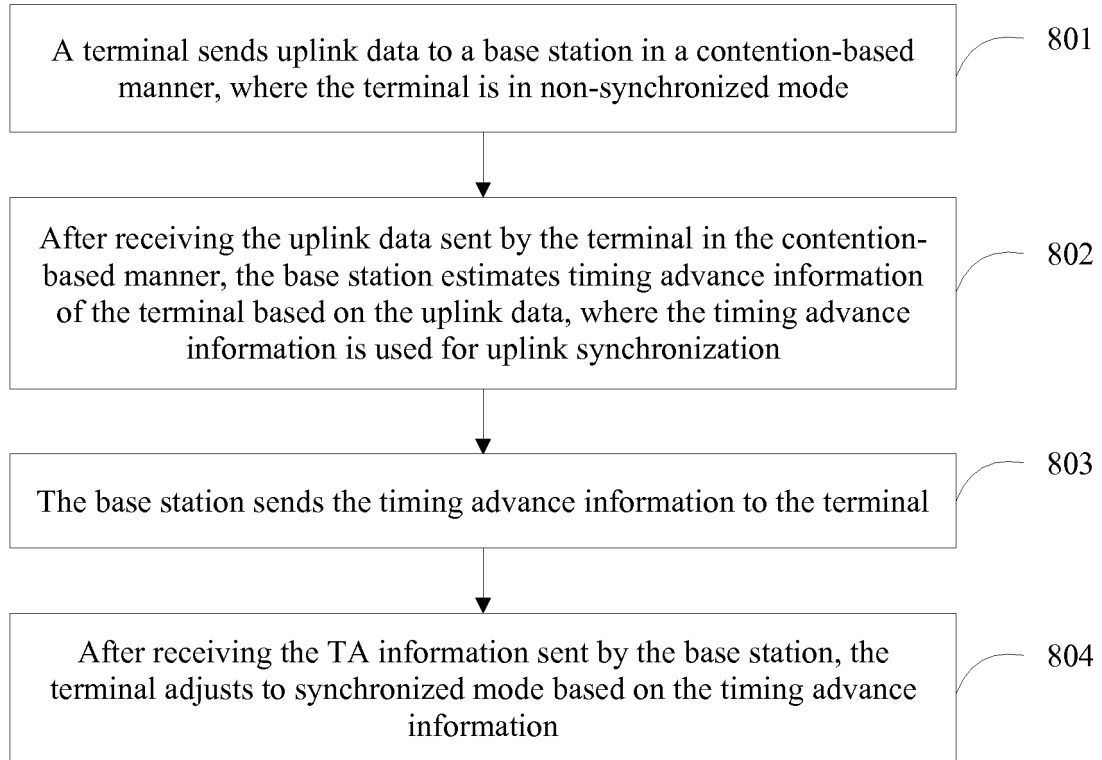 A terminal sends uplink data to a base station in a contention-based
manner, where the terminal is in non-synchronized mode
801
After receiving the uplink data sent by the terminal in the contention-
based manner, the base station estimates timing advance information
of the terminal based on the uplink data, where the timing advance
information is used for uplink synchronization
802
The base station sends the timing advance information to the terminal
803
After receiving the TA information sent by the base station, the
terminal adjusts to synchronized mode based on the timing advance
information
804